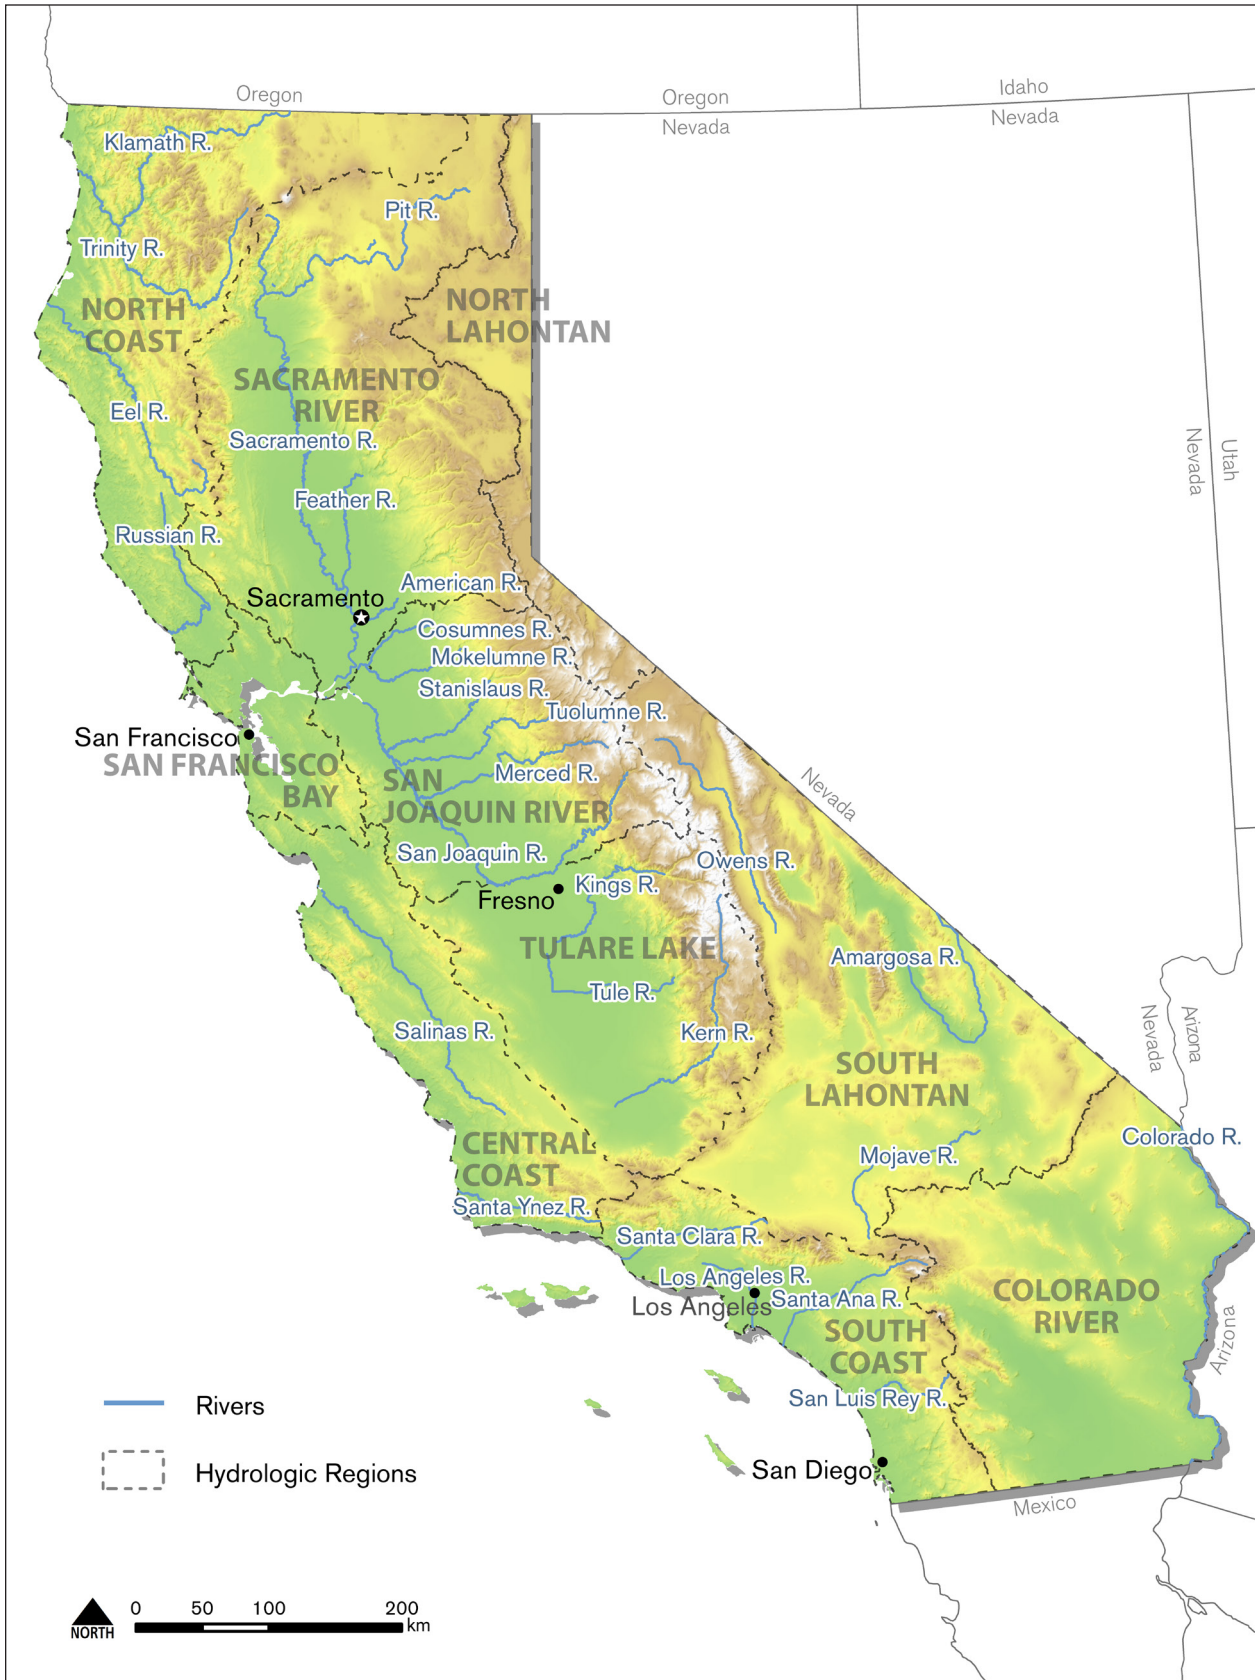 Oregon
Oregon
Idaho
Nevada
Nevada
Klamath R.
Pit R.
Trinity R.
NORTH
COAST
NORTH
LAHONTAN
SACRAMENTO
RIVER
Eel R.
Sacramento R.
Nevada
Utah
Feather R.
Russian R.
American R.
Sacramento
Cosumnes R.
Mokelumne R.
Stanislaus R.
Tuolumne R.
San Francisco
SAN FRANCISCO
BAY
SAN
JOAQUIN RIVER
Merced R.
Nevada
San Joaquin R.
Owens R.
Kings R.
Fresno
TULARE LAKE
Amargosa R.
Tule R.
Salinas R.
Kern R.
Nevada
Arizona
SOUTH
LAHONTAN
CENTRAL
COAST
Mojave R.
Colorado R.
Santa Ynez R.
Santa Clara R.
Los Angeles R.
Los Angeles
Santa Ana R.
COLORADO
RIVER
SOUTH
COAST
Arizona
San Luis Rey R.
Rivers
Hydrologic Regions
San Diego
Mexico
NORTH
0 50 100 200
km